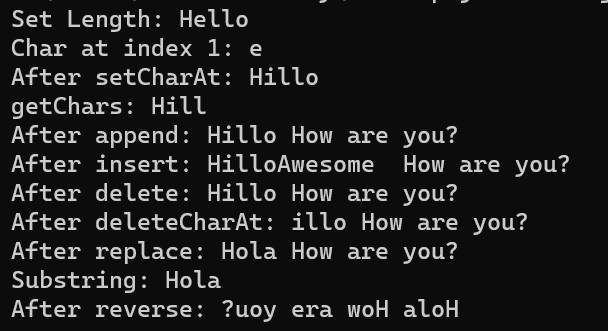 Set Length: Hello
Char at index 1: e
After setCharAt: Hillo
getChars: Hill
After append: Hillo How are you?
After insert: HilloAwesome  How are you?
After delete: Hillo How are you?
After deleteCharAt: illo How are you?
After replace: Hola How are you?
Substring: Hola
After reverse: ?uoy era woH aloH